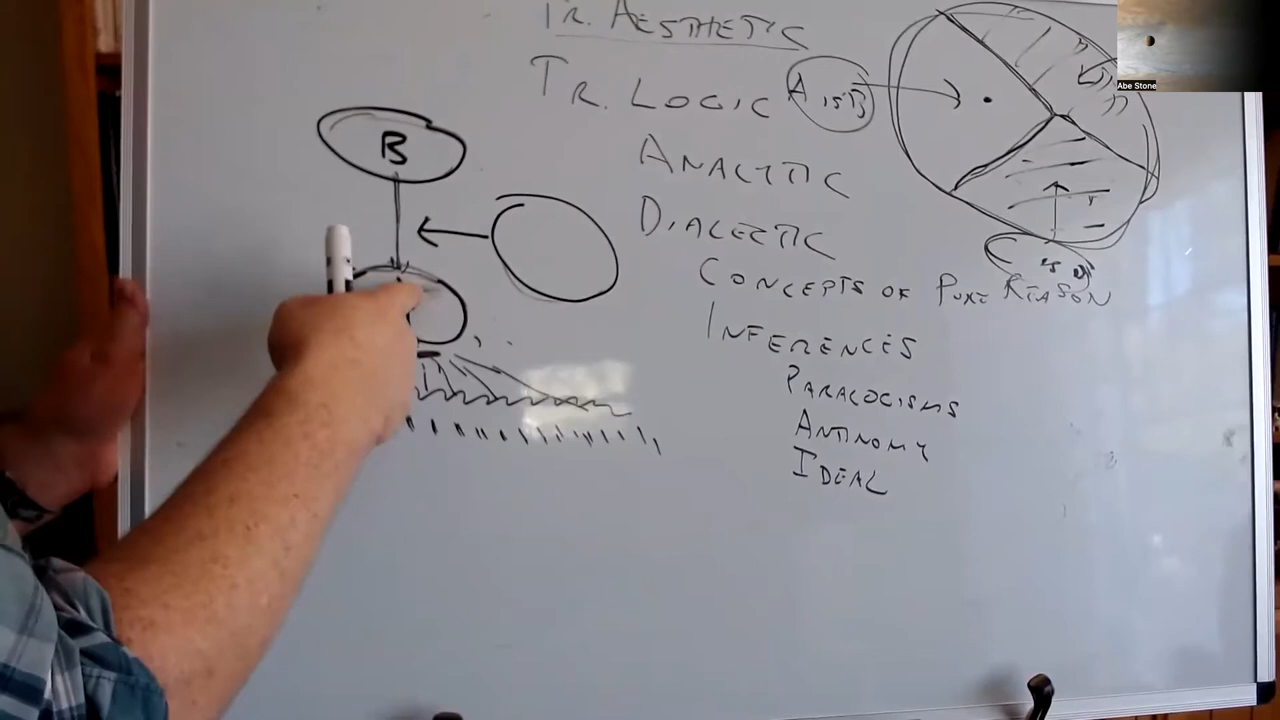 TR. AESTHETIC
TR. LOGIC
A IS B
ANALYTIC
DIALECTIC
CONCEPTS OF PURE REASON
INFERENCES
PARALOGISMS
ANTINOMY
IDEAL
B
Abe Stone